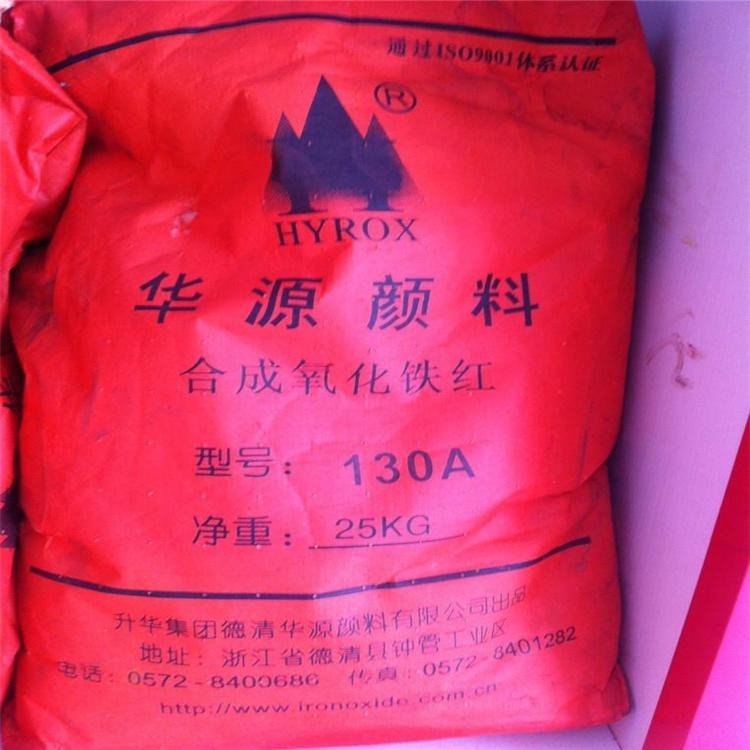 通过ISO9001体系认证
®
HYROX
华源颜料
合成氧化铁红
型号: 130A
净重: 25KG
升华集团德清华源颜料有限公司出品
地址: 浙江省德清县钟管工业区
电话: 0572-8400686 传真: 0572-8401282
http://www.ironoxide.com.cn